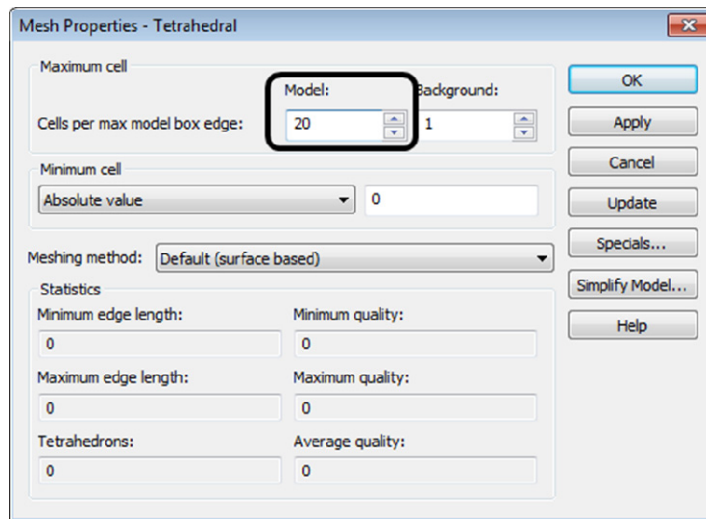 Mesh Properties - Tetrahedral
Maximum cell
Model:
Background:
Cells per max model box edge:
20
1
Minimum cell
Absolute value
0
Meshing method:
Default (surface based)
Statistics
Minimum edge length:
Minimum quality:
0
0
Maximum edge length:
Maximum quality:
0
0
Tetrahedrons:
Average quality:
0
0
OK
Apply
Cancel
Update
Specials...
Simplify Model...
Help